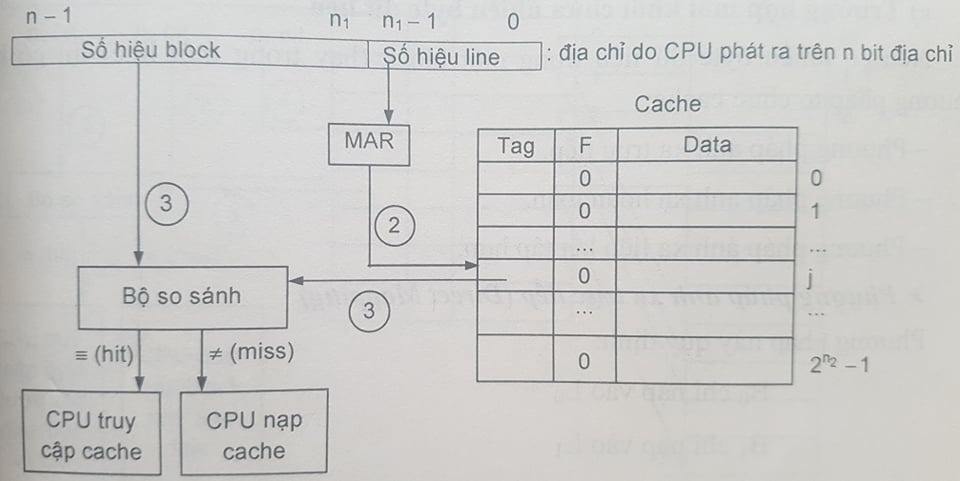 n – 1 n₁ n₁ – 1 0
Số hiệu block Số hiệu line : địa chỉ do CPU phát ra trên n bit địa chỉ
Cache
MAR
Tag F Data
0 0
0 1
... ...
0 j
... ...
0 2^n₂ – 1
3
2
3
Bộ so sánh
≡ (hit) ≠ (miss)
CPU truy
cập cache
CPU nạp
cache